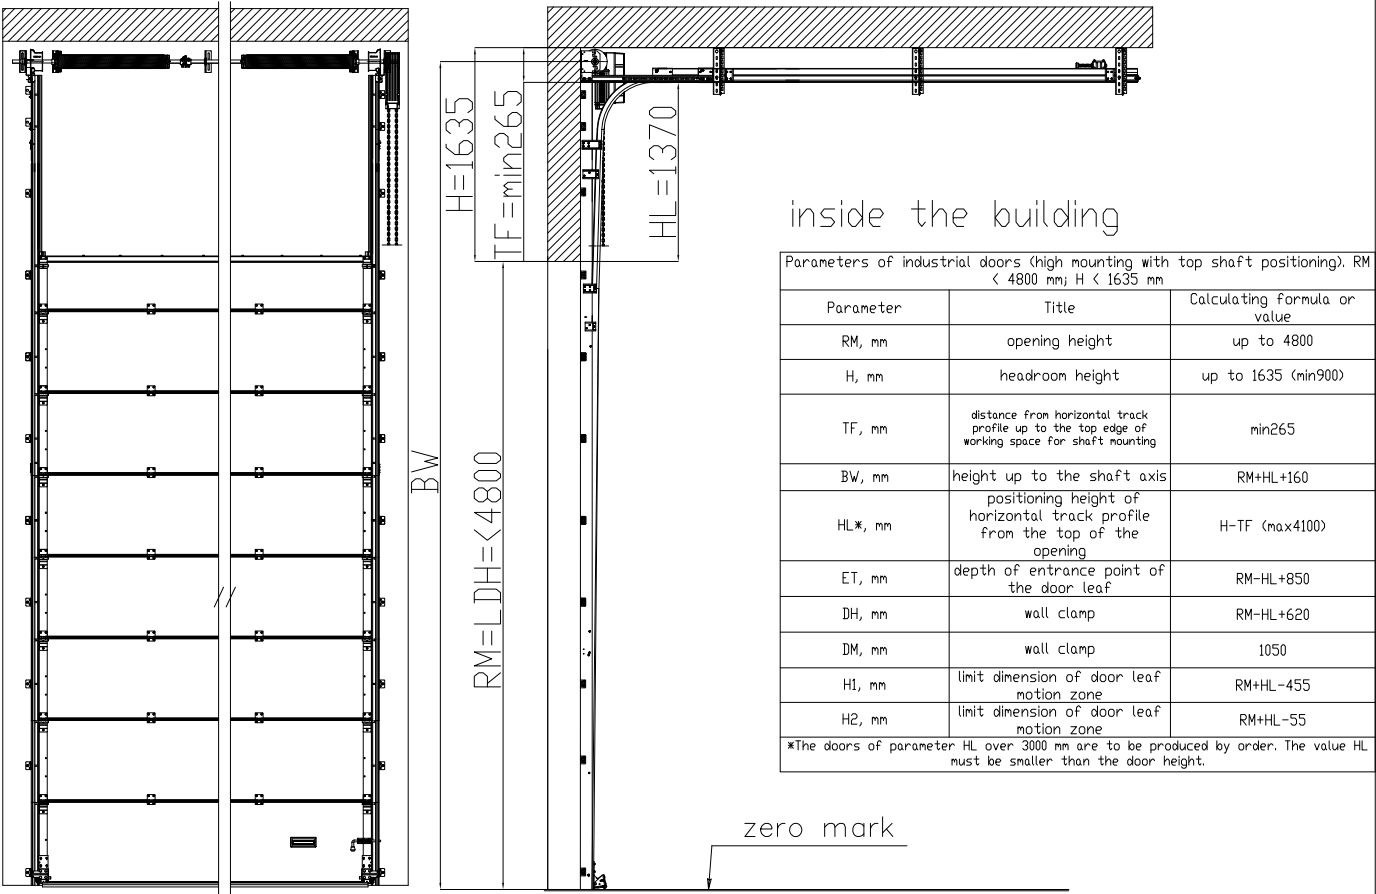 H=1635
TF=min265
HL=1370
BW
RM=LDH=<4800
inside the building
Parameters of industrial doors (high mounting with top shaft positioning). RM
< 4800 mm; H < 1635 mm
Parameter
Title
Calculating formula or
value
RM, mm
opening height
up to 4800
H, mm
headroom height
up to 1635 (min900)
TF, mm
distance from horizontal track
profile up to the top edge of
working space for shaft mounting
min265
BW, mm
height up to the shaft axis
RM+HL+160
HL*, mm
positioning height of
horizontal track profile
from the top of the
opening
H-TF (max4100)
ET, mm
depth of entrance point of
the door leaf
RM-HL+850
DH, mm
wall clamp
RM-HL+620
DM, mm
wall clamp
1050
H1, mm
limit dimension of door leaf
motion zone
RM+HL-455
H2, mm
limit dimension of door leaf
motion zone
RM+HL-55
*The doors of parameter HL over 3000 mm are to be produced by order. The value HL
must be smaller than the door height.
zero mark